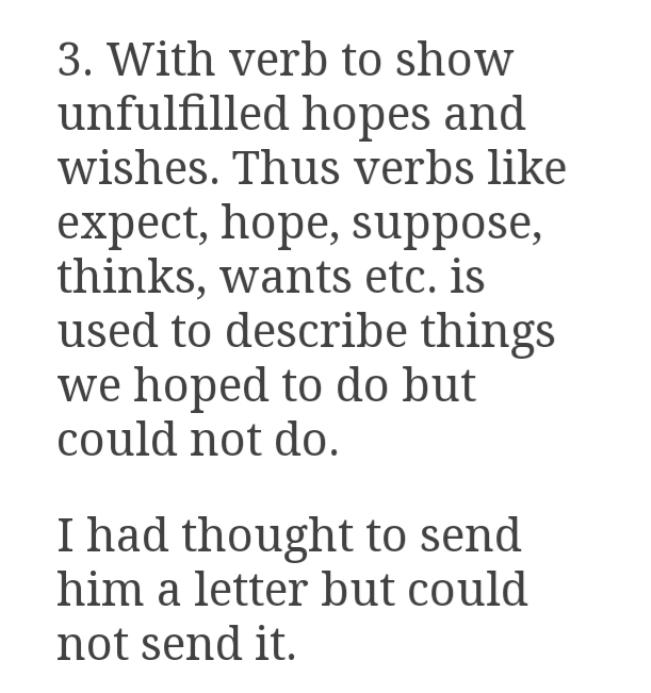 3. With verb to show
unfulfilled hopes and
wishes. Thus verbs like
expect, hope, suppose,
thinks, wants etc. is
used to describe things
we hoped to do but
could not do.
I had thought to send
him a letter but could
not send it.